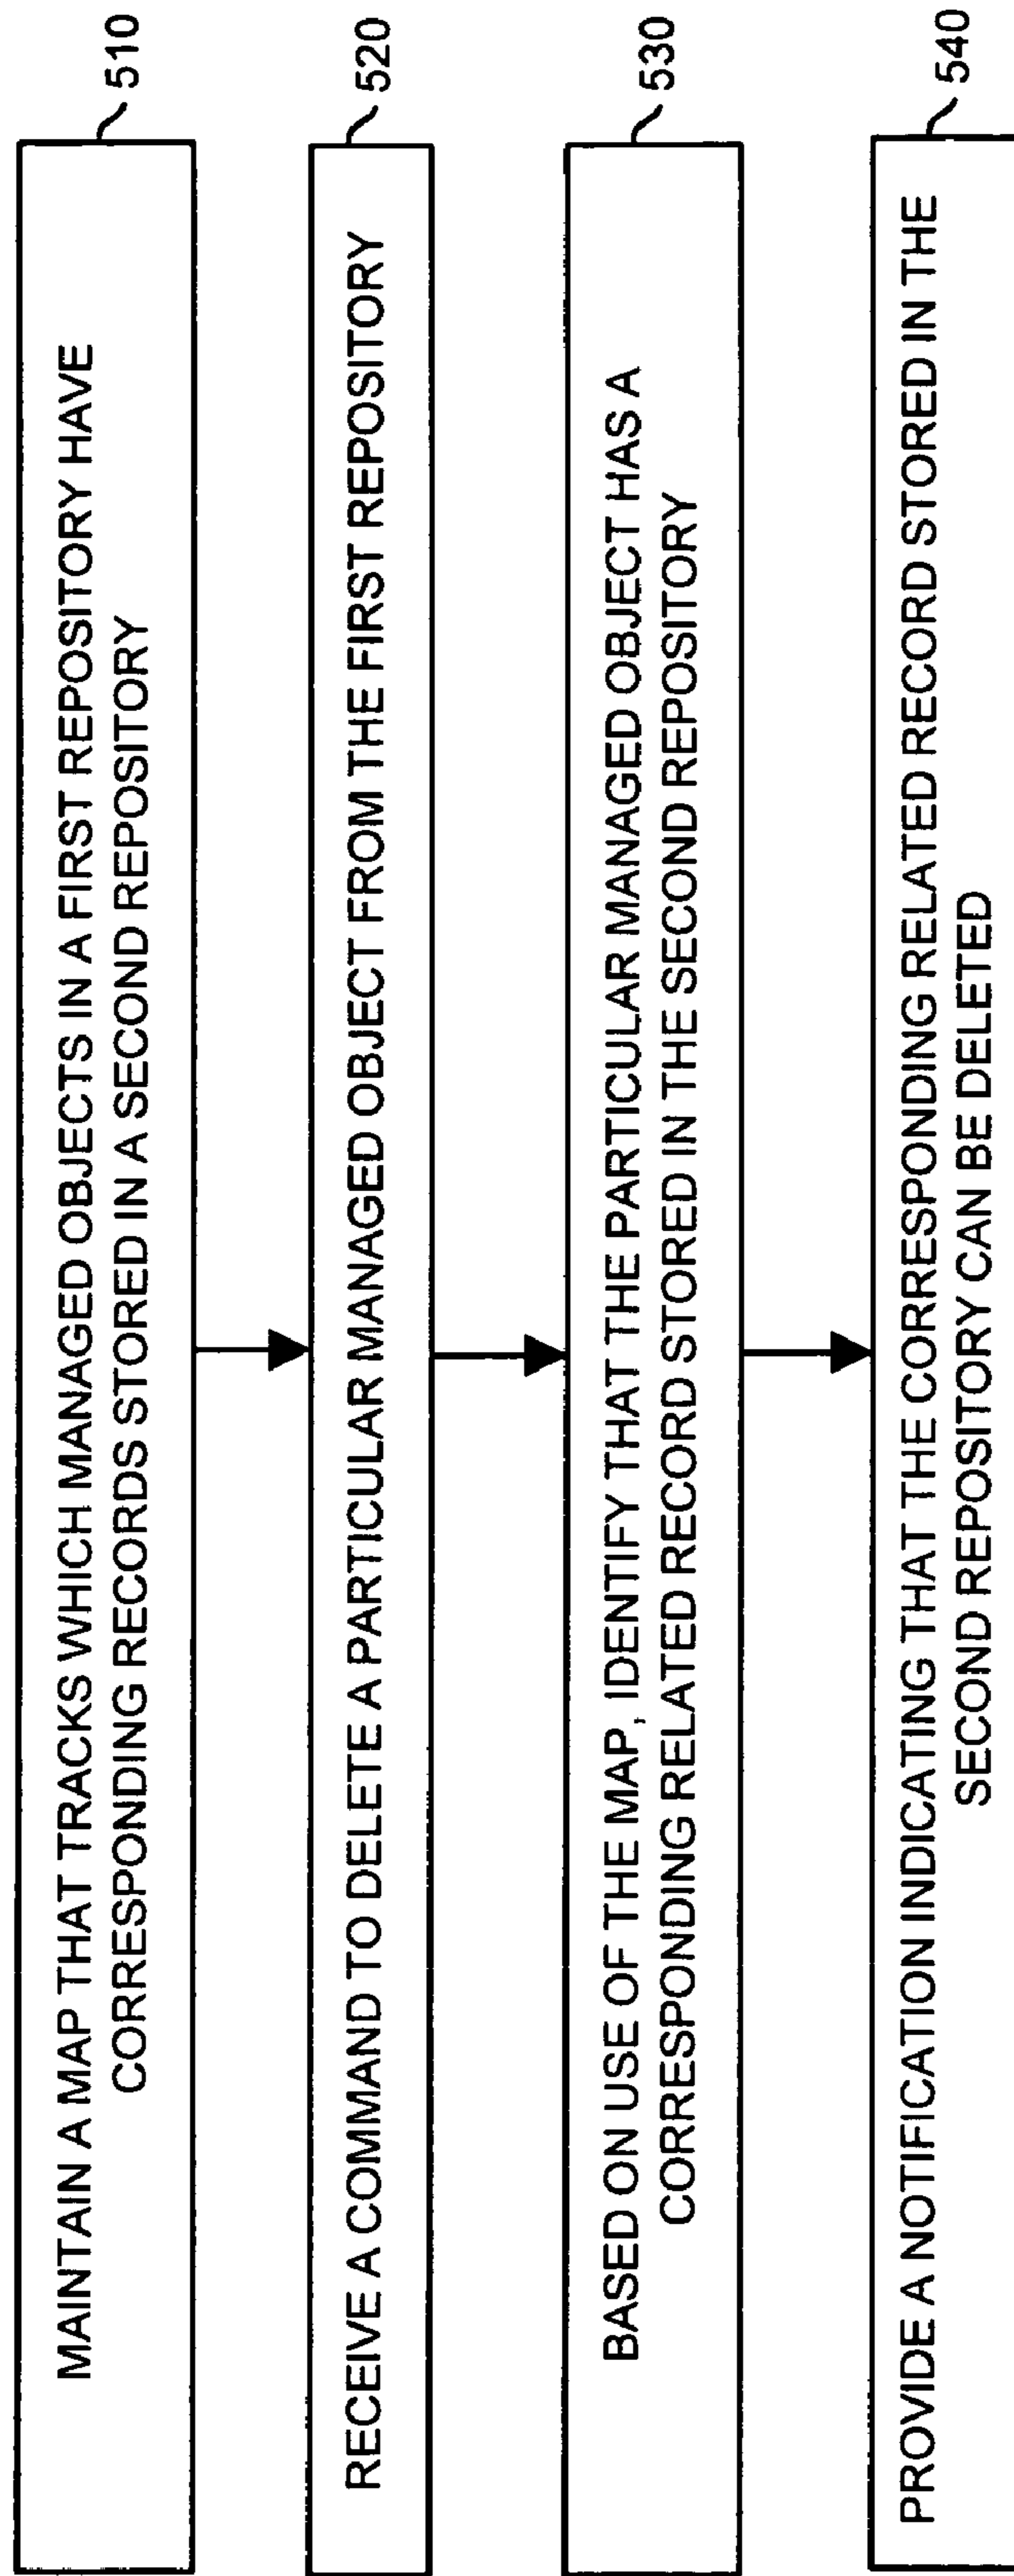 MAINTAIN A MAP THAT TRACKS WHICH MANAGED OBJECTS IN A FIRST REPOSITORY HAVE
CORRESPONDING RECORDS STORED IN A SECOND REPOSITORY
510
RECEIVE A COMMAND TO DELETE A PARTICULAR MANAGED OBJECT FROM THE FIRST REPOSITORY
520
BASED ON USE OF THE MAP, IDENTIFY THAT THE PARTICULAR MANAGED OBJECT HAS A
CORRESPONDING RELATED RECORD STORED IN THE SECOND REPOSITORY
530
PROVIDE A NOTIFICATION INDICATING THAT THE CORRESPONDING RELATED RECORD STORED IN THE
SECOND REPOSITORY CAN BE DELETED
540